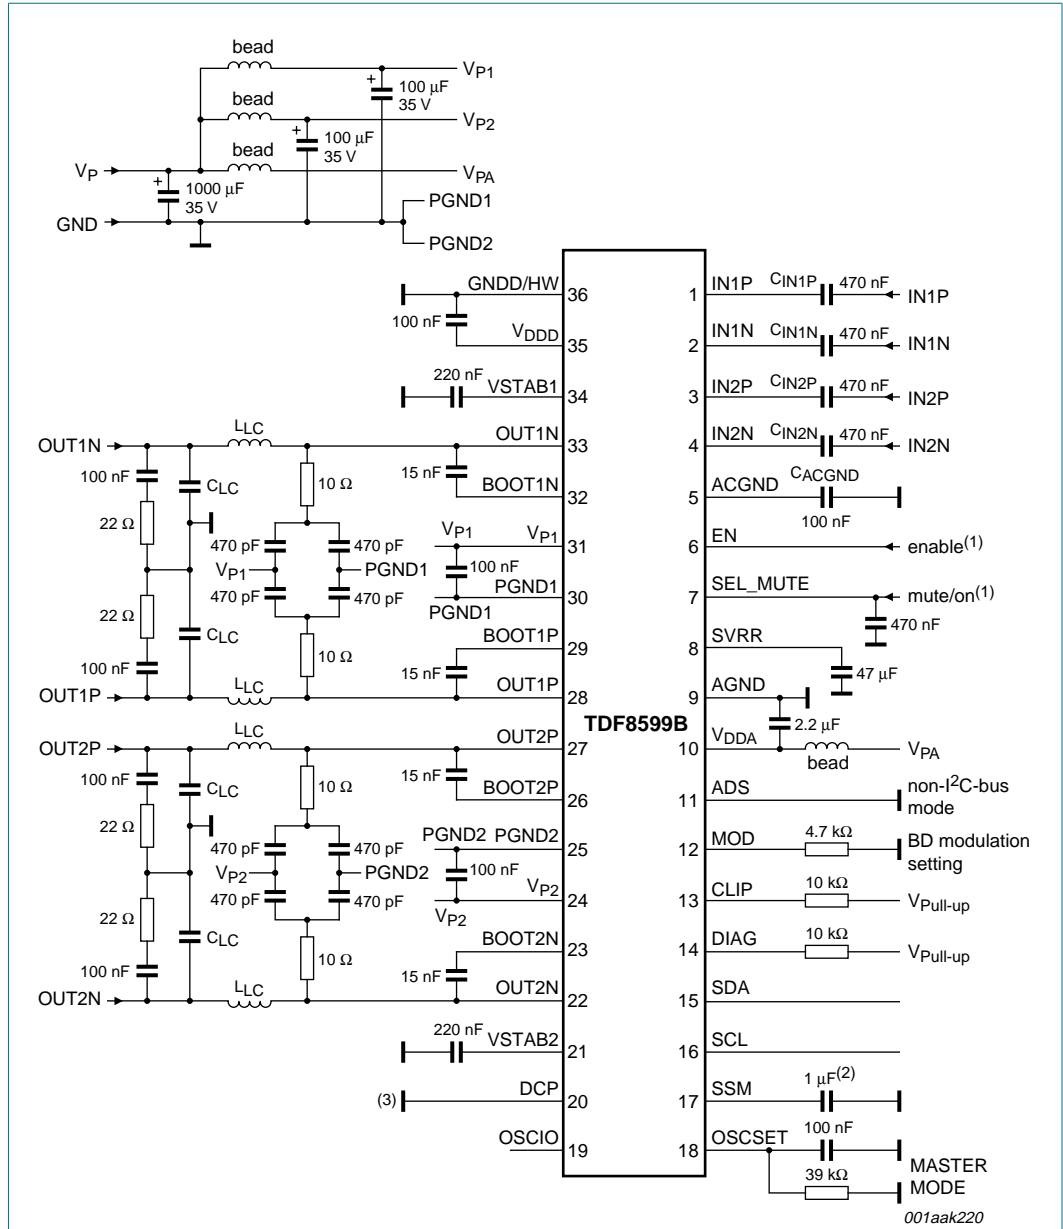 bead
V_P1
+
100 μF
35 V
bead
V_P2
+
100 μF
35 V
bead
V_P
V_PA
+
1000 μF
35 V
GND
PGND1
PGND2
GNDD/HW
36
100 nF
V_DDD
35
220 nF
VSTAB1
34
OUT1N
L_LC
OUT1N
33
100 nF
C_LC
10 Ω
15 nF
BOOT1N
32
22 Ω
470 pF
470 pF
V_P1
V_P1
31
V_P1
PGND1
100 nF
470 pF
470 pF
PGND1
PGND1
30
22 Ω
C_LC
10 Ω
BOOT1P
29
100 nF
15 nF
OUT1P
L_LC
OUT1P
28
OUT2P
L_LC
OUT2P
27
100 nF
C_LC
10 Ω
15 nF
BOOT2P
26
22 Ω
470 pF
470 pF
PGND2
PGND2
25
V_P2
PGND2
100 nF
470 pF
470 pF
V_P2
V_P2
24
22 Ω
C_LC
10 Ω
BOOT2N
23
100 nF
15 nF
OUT2N
L_LC
OUT2N
22
220 nF
VSTAB2
21
(3)
DCP
20
OSCIO
19
TDF8599B
1
IN1P
C_IN1P
470 nF
IN1P
2
IN1N
C_IN1N
470 nF
IN1N
3
IN2P
C_IN2P
470 nF
IN2P
4
IN2N
C_IN2N
470 nF
IN2N
5
ACGND
C_ACGND
100 nF
6
EN
enable(1)
7
SEL_MUTE
mute/on(1)
470 nF
8
SVRR
47 μF
9
AGND
2.2 μF
10
V_DDA
bead
V_PA
11
ADS
non-I²C-bus
mode
12
MOD
4.7 kΩ
BD modulation
setting
13
CLIP
10 kΩ
V_Pull-up
14
DIAG
10 kΩ
V_Pull-up
15
SDA
16
SCL
17
SSM
1 μF(2)
18
OSCSET
100 nF
39 kΩ
MASTER
MODE
001aak220